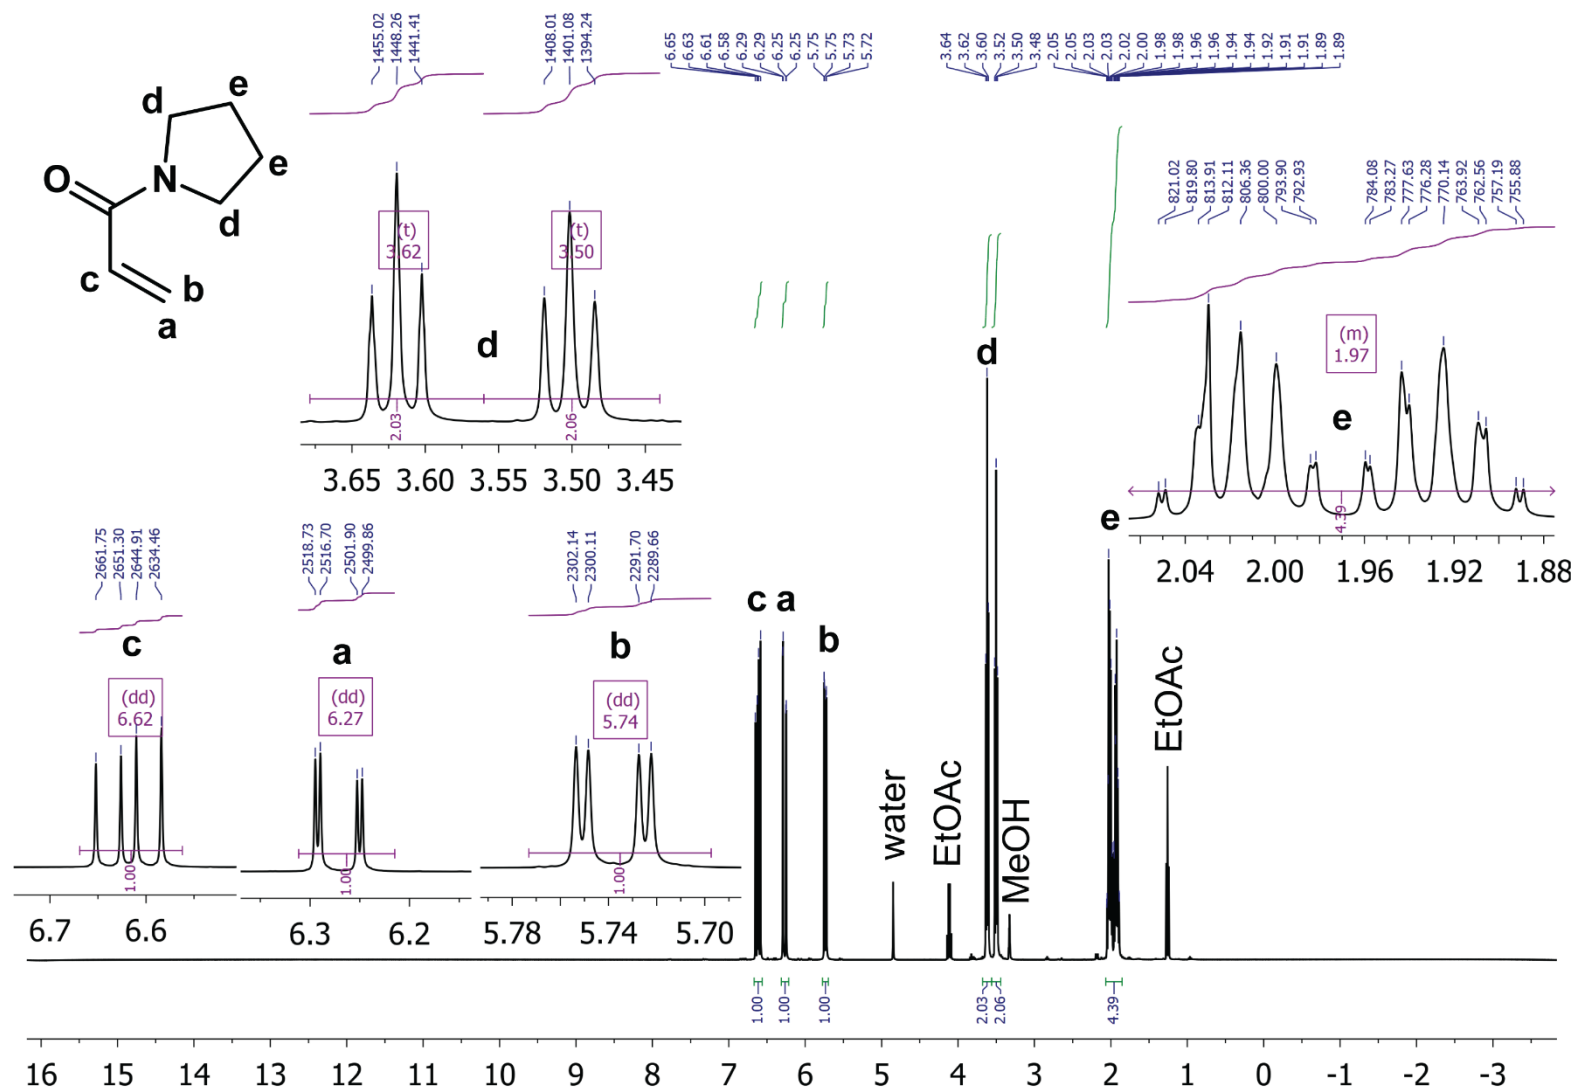 1455.02
1448.26
1441.41
1408.01
1401.08
1394.24
6.65
6.63
6.61
6.58
6.29
6.29
6.25
6.25
5.75
5.75
5.73
5.72
3.64
3.62
3.60
3.52
3.50
3.48
2.05
2.05
2.03
2.03
2.02
2.00
1.98
1.98
1.96
1.96
1.94
1.94
1.92
1.91
1.91
1.89
1.89
d
e
e
d
O
N
c
b
a
(t)
3.62
(t)
3.50
d
2.03
2.06
3.65 3.60 3.55 3.50 3.45
821.02
819.80
813.91
812.11
806.36
800.00
793.90
792.93
784.08
783.27
777.63
776.28
770.14
763.92
762.56
757.19
755.88
(m)
1.97
e
4.39
2.04 2.00 1.96 1.92 1.88
2661.75
2651.30
2644.91
2634.46
c
(dd)
6.62
1.00
6.7 6.6
2518.73
2516.70
2501.90
2499.86
a
(dd)
6.27
1.00
6.3 6.2
2302.14
2300.11
2291.70
2289.66
b
(dd)
5.74
1.00
5.78 5.74 5.70
c a
b
water
EtOAc
d
MeOH
e
EtOAc
1.00
1.00
1.00
2.03
2.06
4.39
16 15 14 13 12 11 10 9 8 7 6 5 4 3 2 1 0 -1 -2 -3